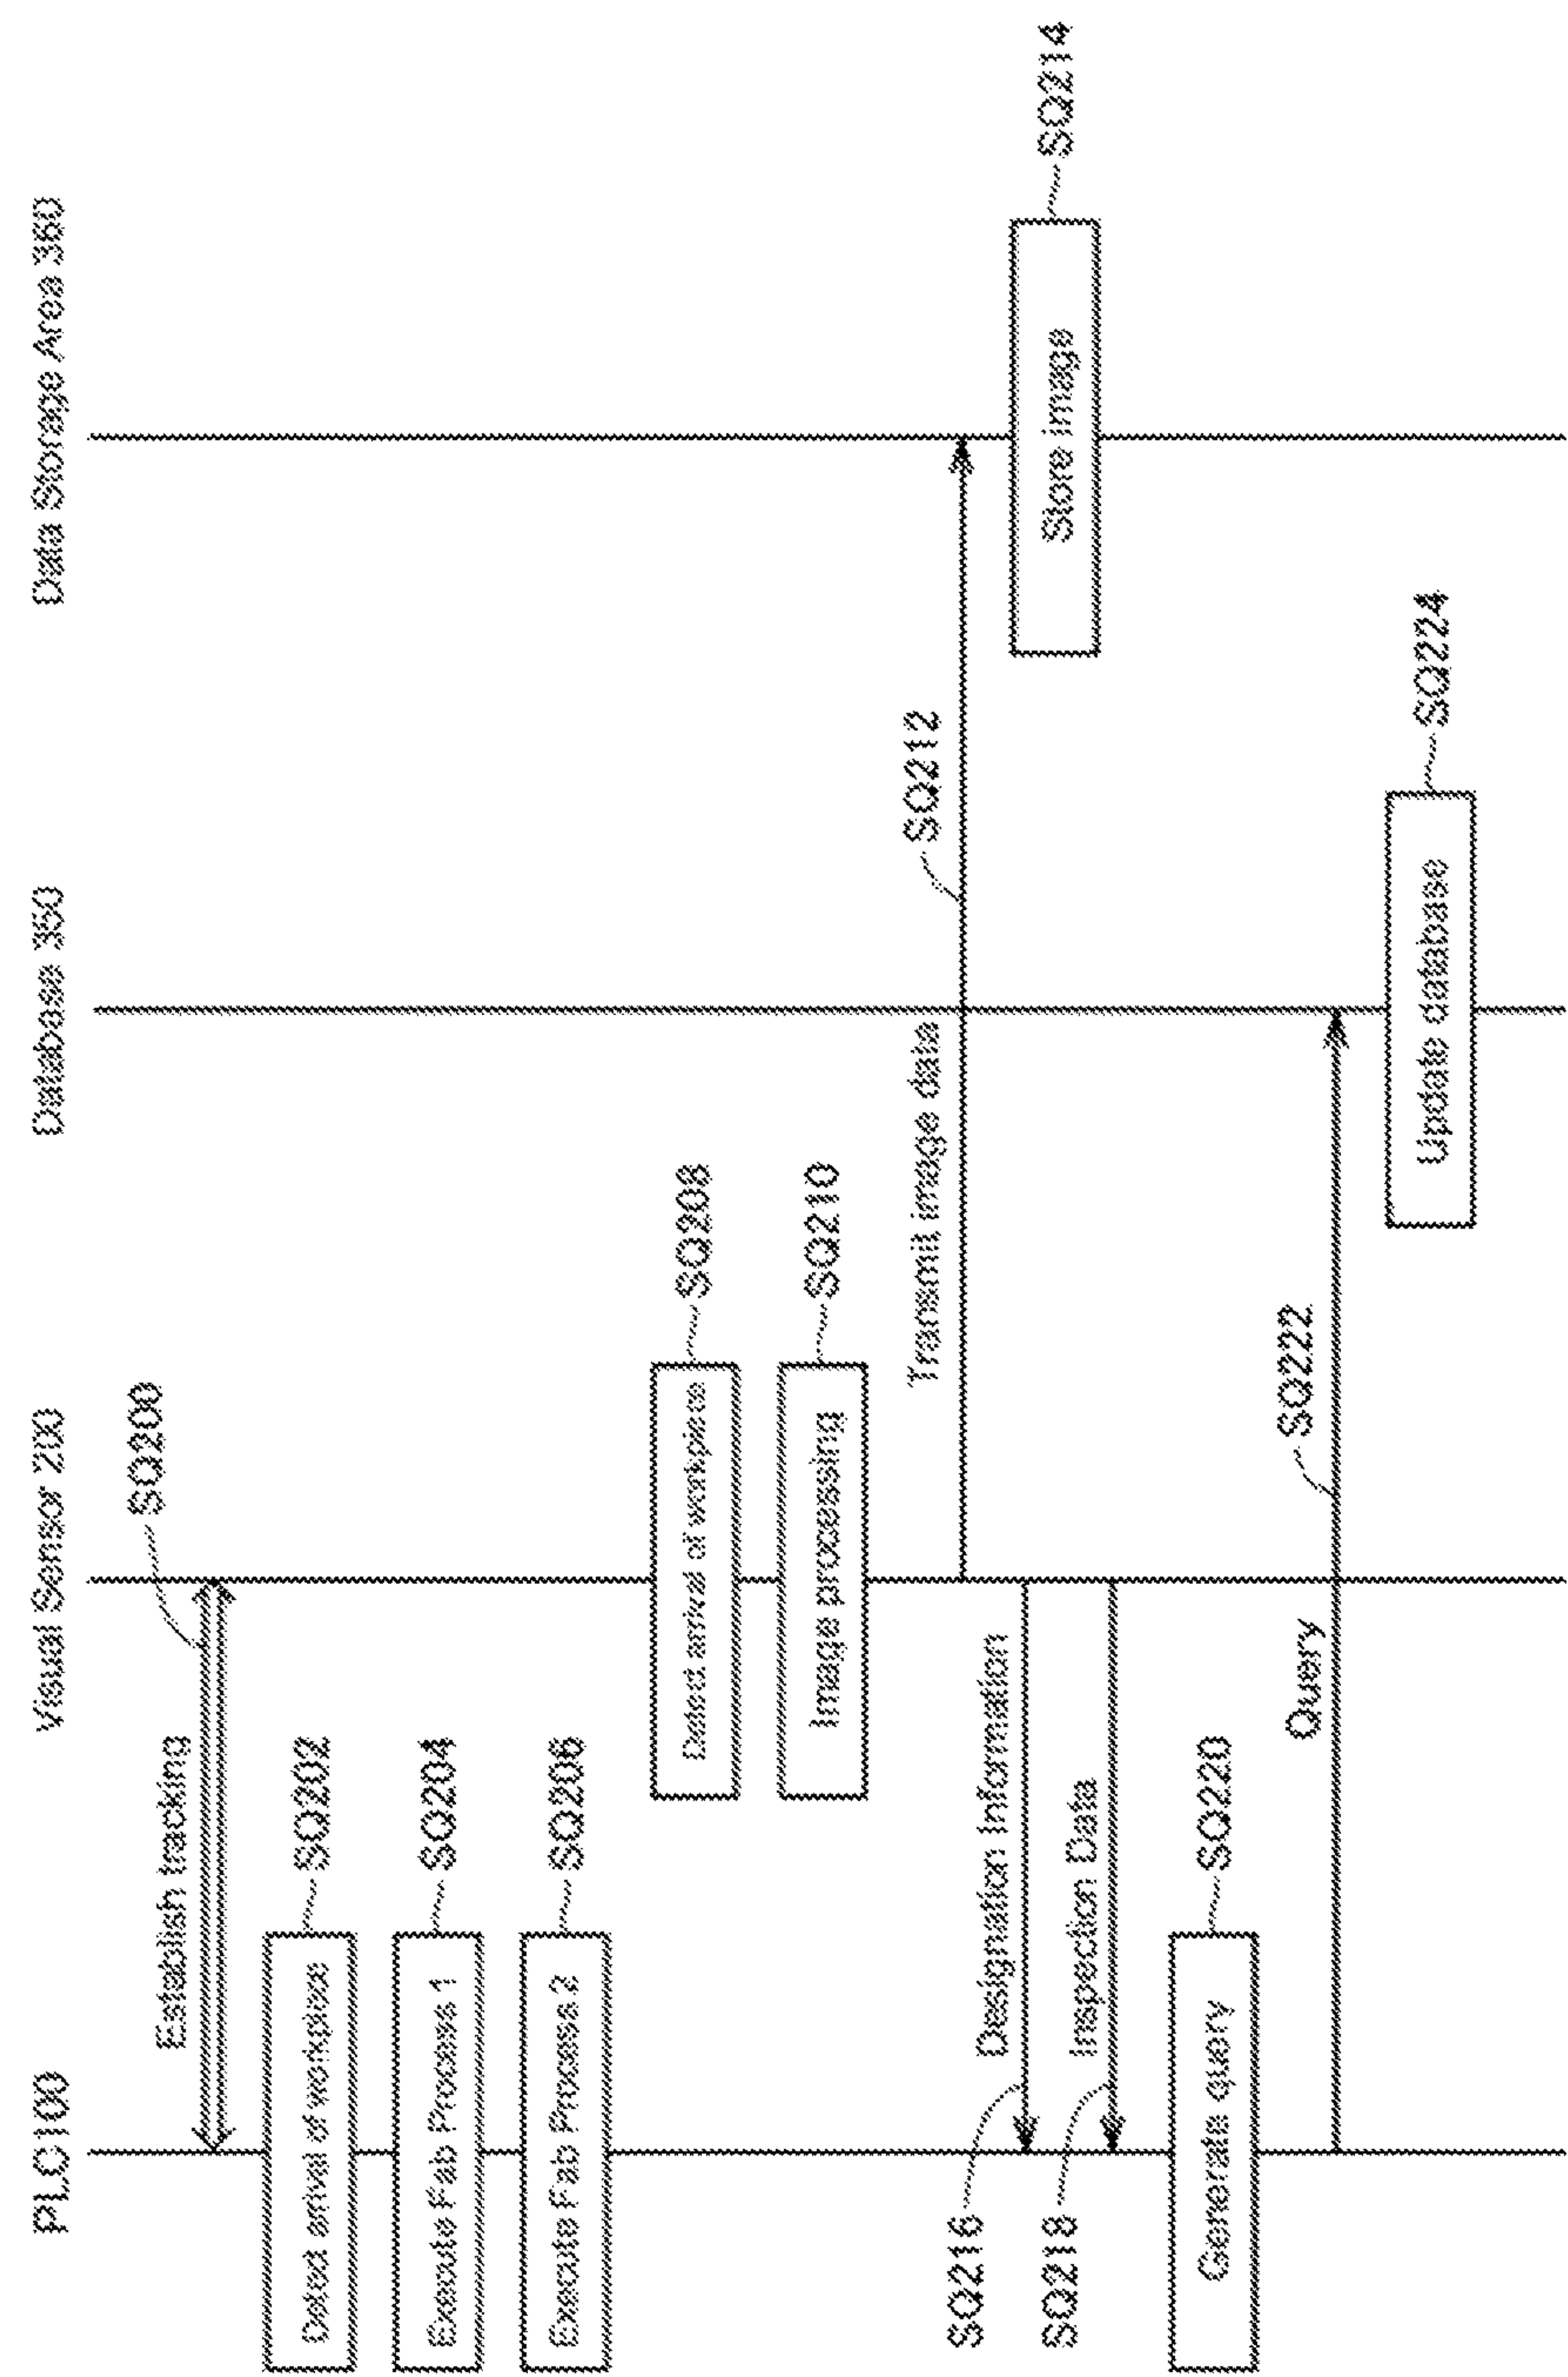 PLC100
Visual Sensor 200
Database 350
Data Storage Area 360
Establish tracking
SQ200
Detect arrival of workpiece
SQ202
Execute Fab Process 1
SQ204
Execute Fab Process 2
SQ206
Detect arrival of workpiece
SQ208
Image processing
SQ210
Transmit image data
SQ212
Store image
SQ214
Designation Information
SQ216
Inspection Data
SQ218
Generate query
SQ220
Query
SQ222
Update database
SQ224